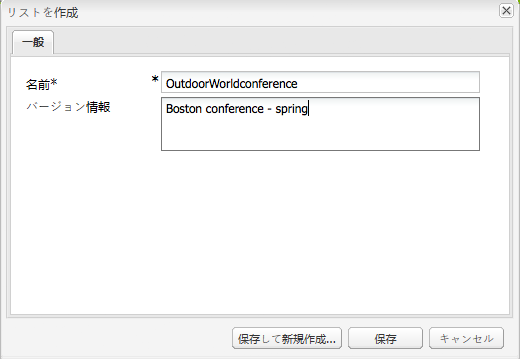 リストを作成
一般
名前* * OutdoorWorldconference
バージョン情報 Boston conference - spring
保存して新規作成... 保存 キャンセル